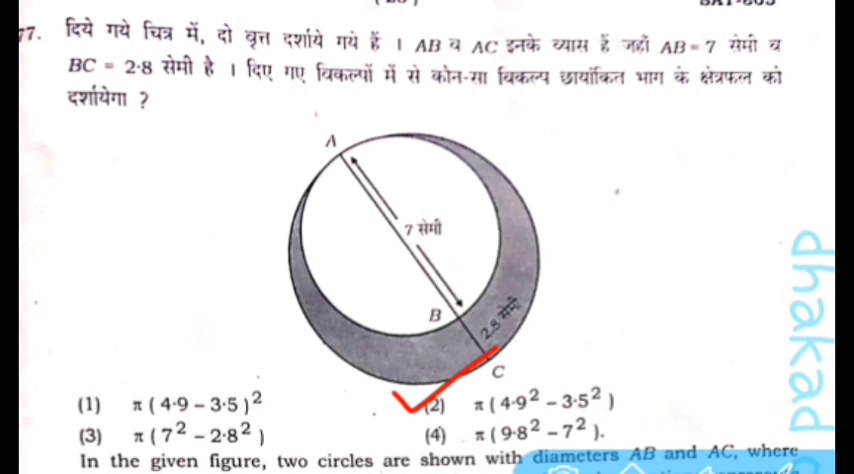 77. दिये गये चित्र में, दो वृत्त दर्शाये गये हैं । AB व AC इनके व्यास हैं जहाँ AB = 7 सेमी व
BC = 2·8 सेमी है । दिए गए विकल्पों में से कौन-सा विकल्प छायांकित भाग के क्षेत्रफल को
दर्शायेगा ?
A
7 सेमी
B
2.8 सेमी
C
(1) π ( 4·9 – 3·5 )²
(2) π ( 4·9² – 3·5² )
(3) π ( 7² – 2·8² )
(4) π ( 9·8² – 7² ).
In the given figure, two circles are shown with diameters AB and AC, where
dhakad